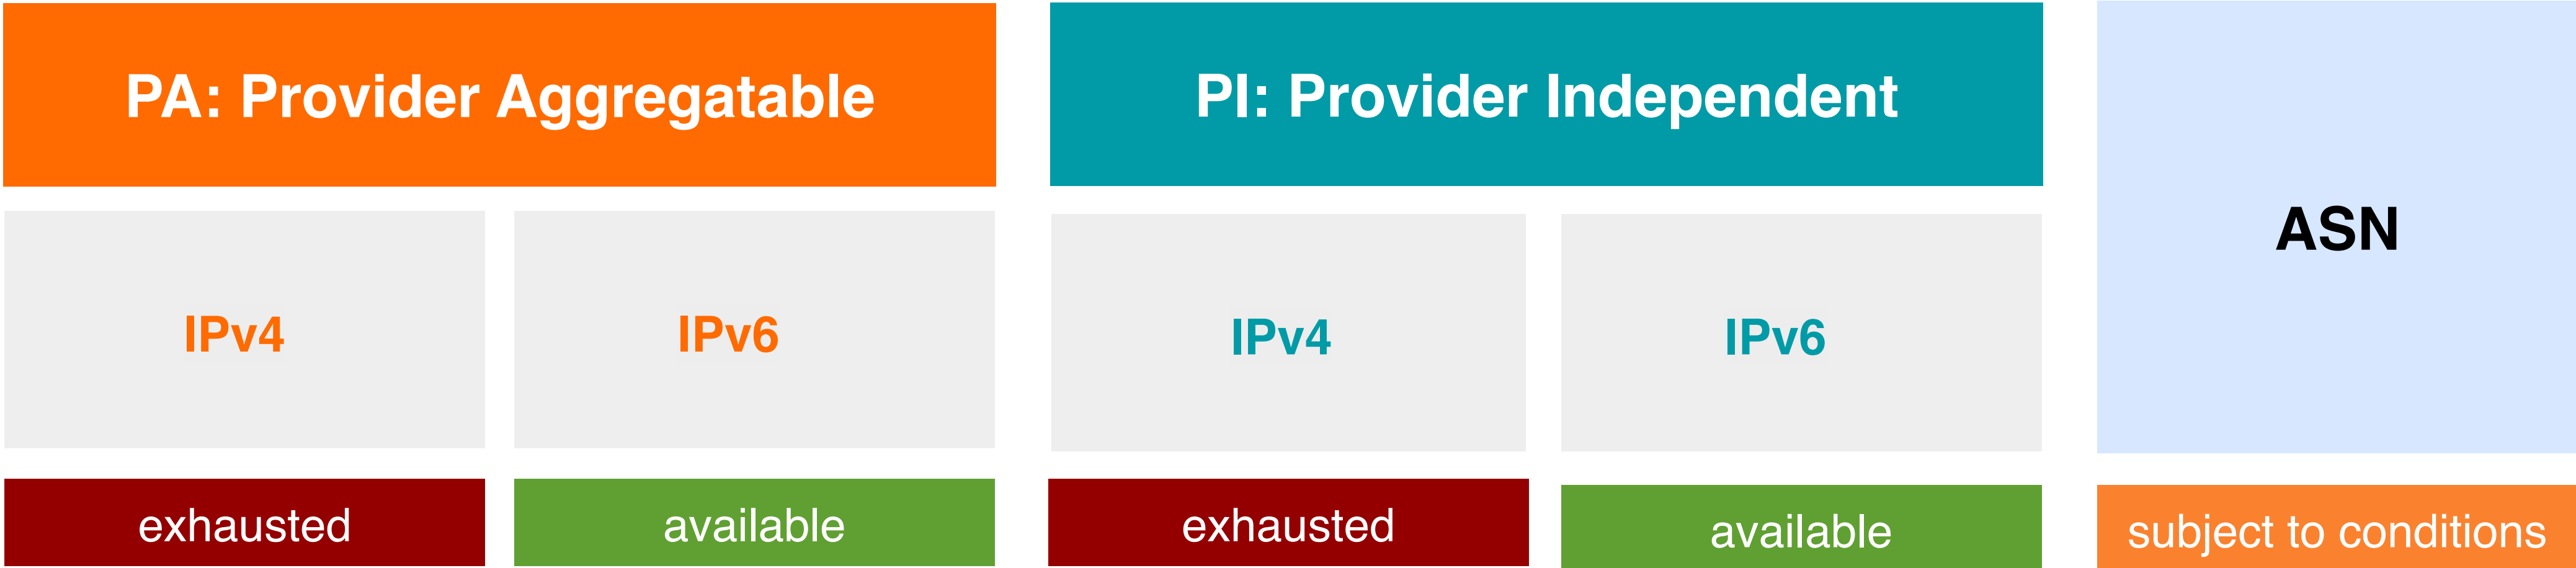 PA: Provider Aggregatable
PI: Provider Independent
ASN
IPv4
IPv6
IPv4
IPv6
exhausted
available
exhausted
available
subject to conditions